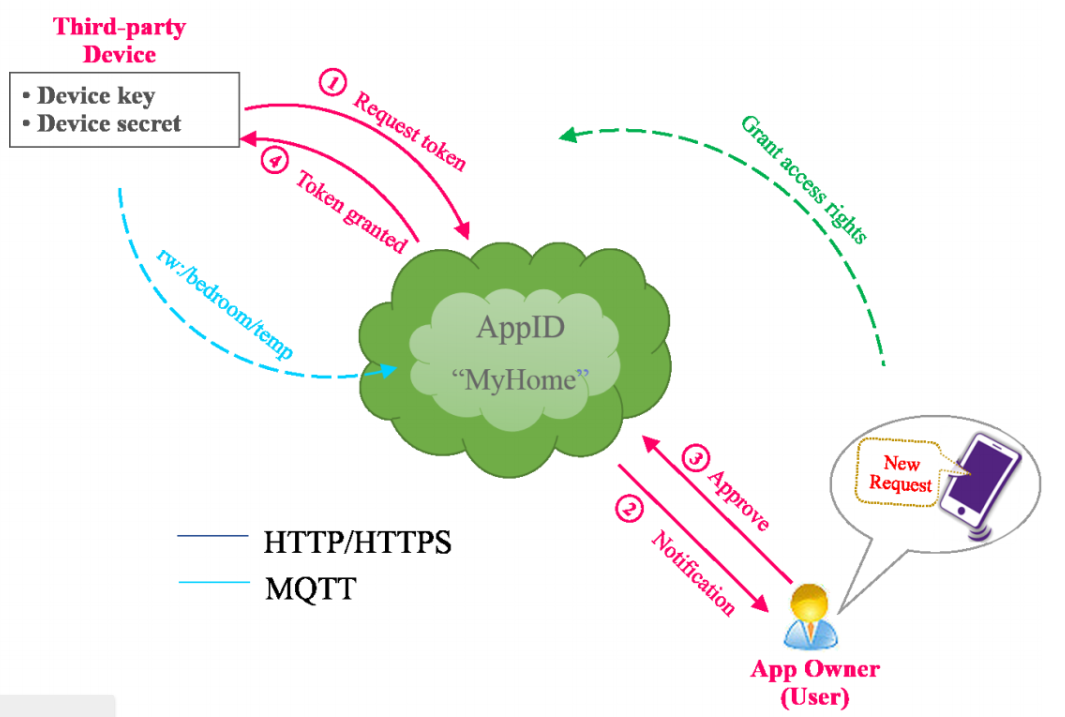 Third-party
Device
• Device key
• Device secret
1 Request token
4 Token granted
Grant access rights
rw:/bedroom/temp
AppID
“MyHome”
New
Request
3 Approve
2 Notification
HTTP/HTTPS
MQTT
App Owner
(User)